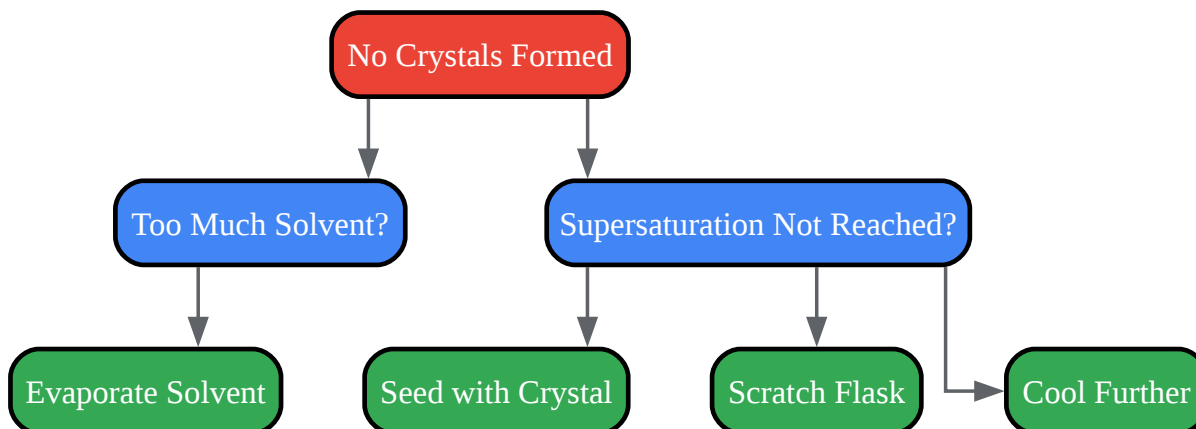 No Crystals Formed
Too Much Solvent?
Supersaturation Not Reached?
Evaporate Solvent
Seed with Crystal
Scratch Flask
Cool Further